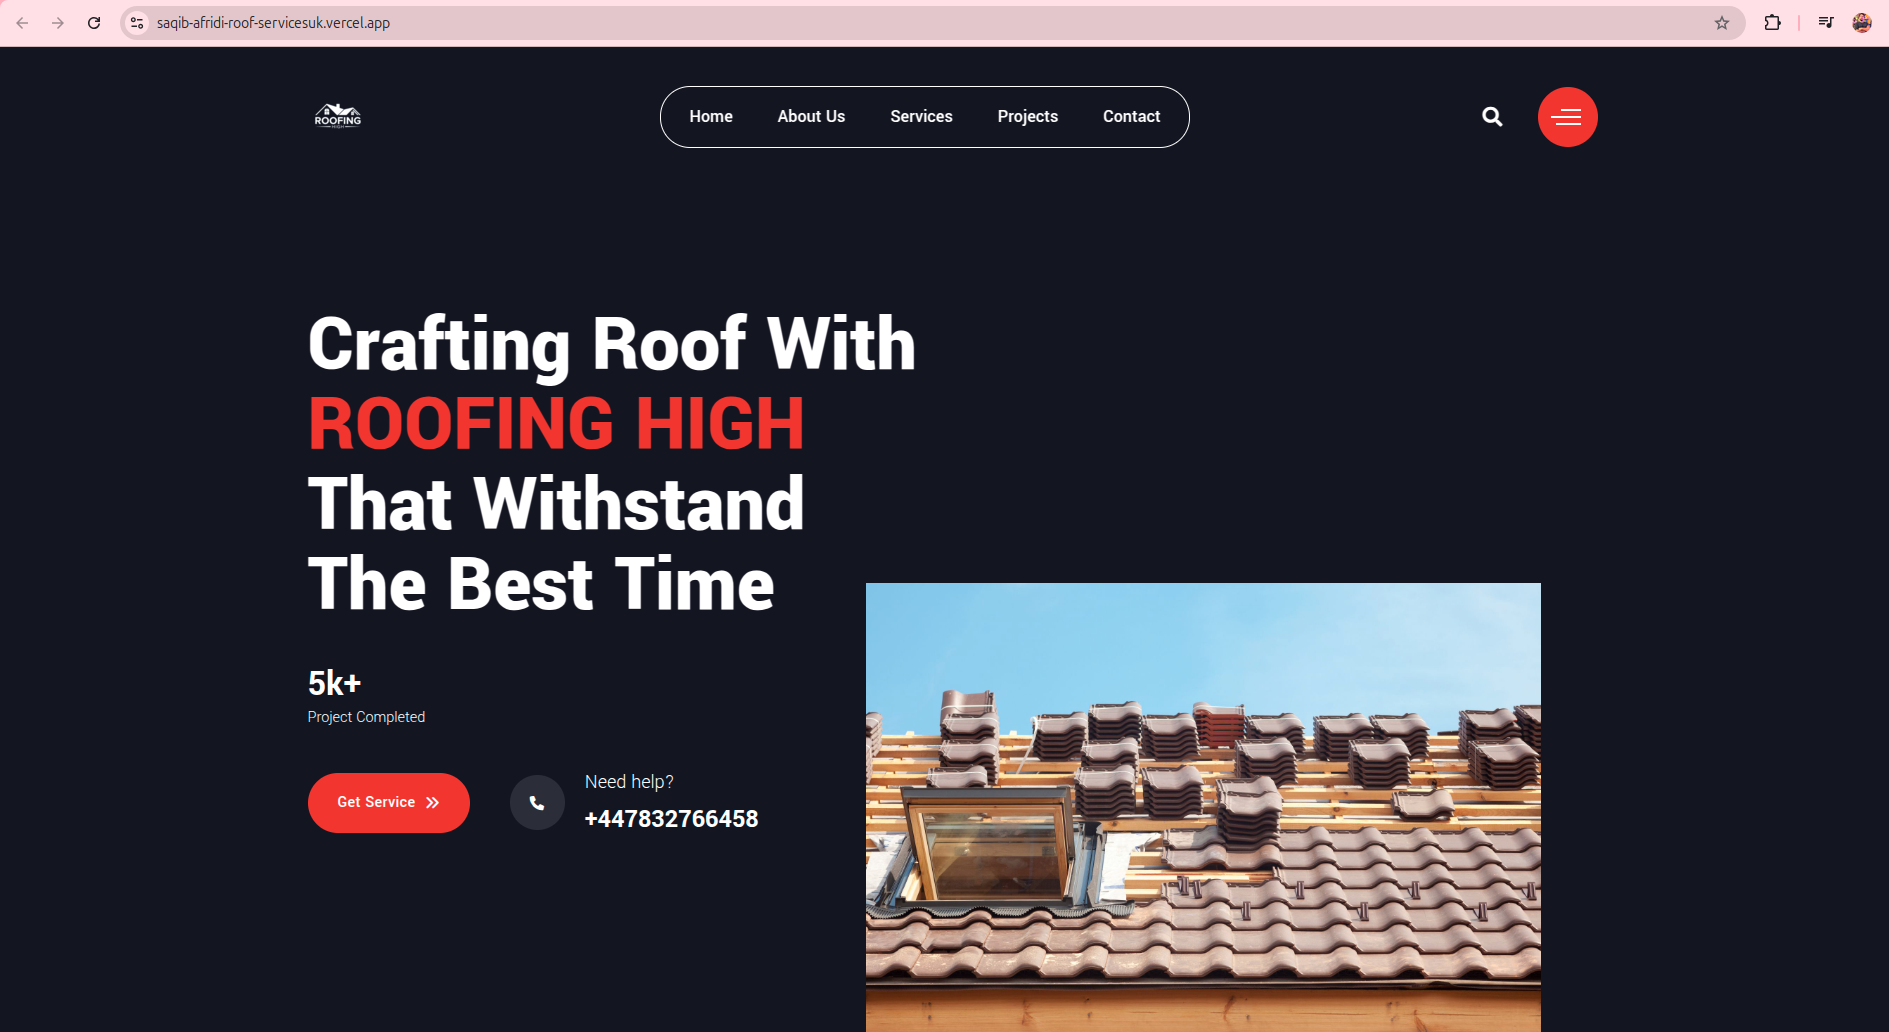 saqib-afridi-roof-servicesuk.vercel.app
ROOFING
Home About Us Services Projects Contact
Crafting Roof With
ROOFING HIGH
That Withstand
The Best Time
5k+
Project Completed
Get Service
Need help?
+447832766458